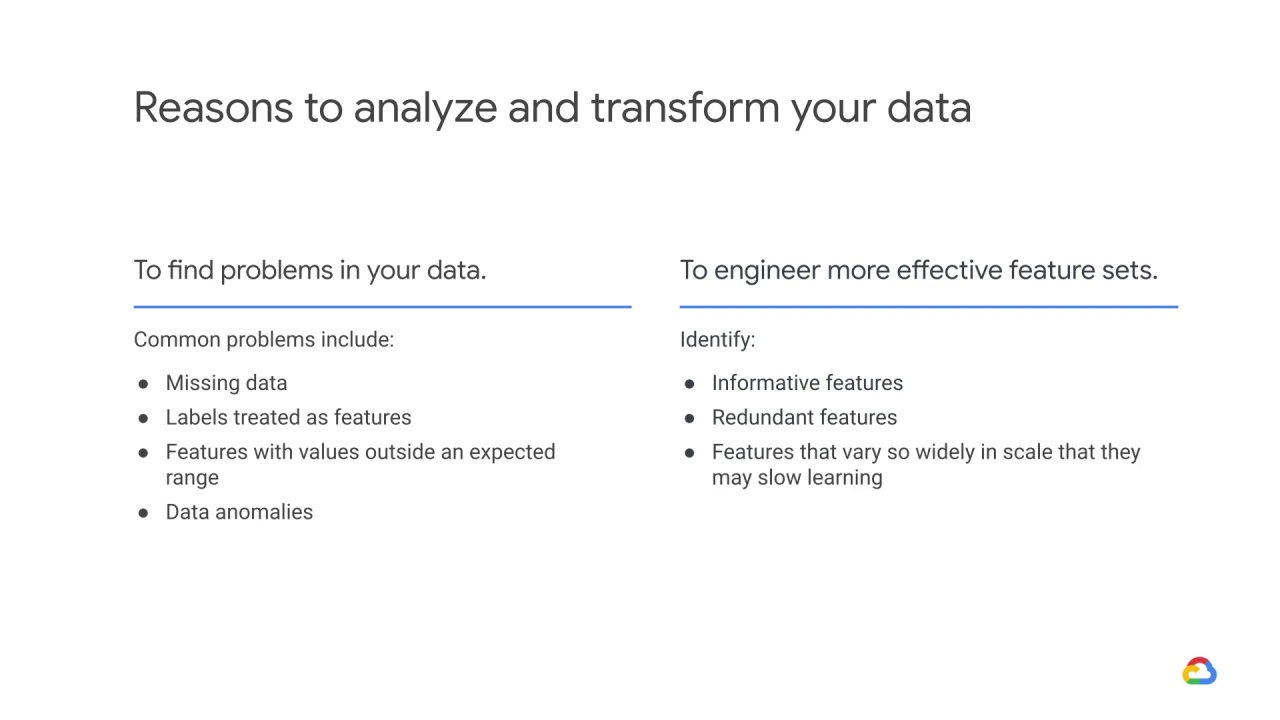 Reasons to analyze and transform your data
To find problems in your data.
Common problems include:
● Missing data
● Labels treated as features
● Features with values outside an expected
range
● Data anomalies
To engineer more effective feature sets.
Identify:
● Informative features
● Redundant features
● Features that vary so widely in scale that they
may slow learning